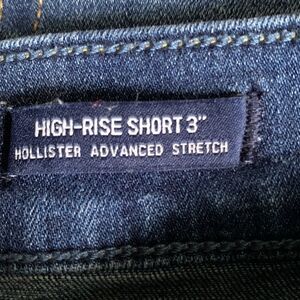 HIGH-RISE SHORT 3"
HOLLISTER ADVANCED STRETCH